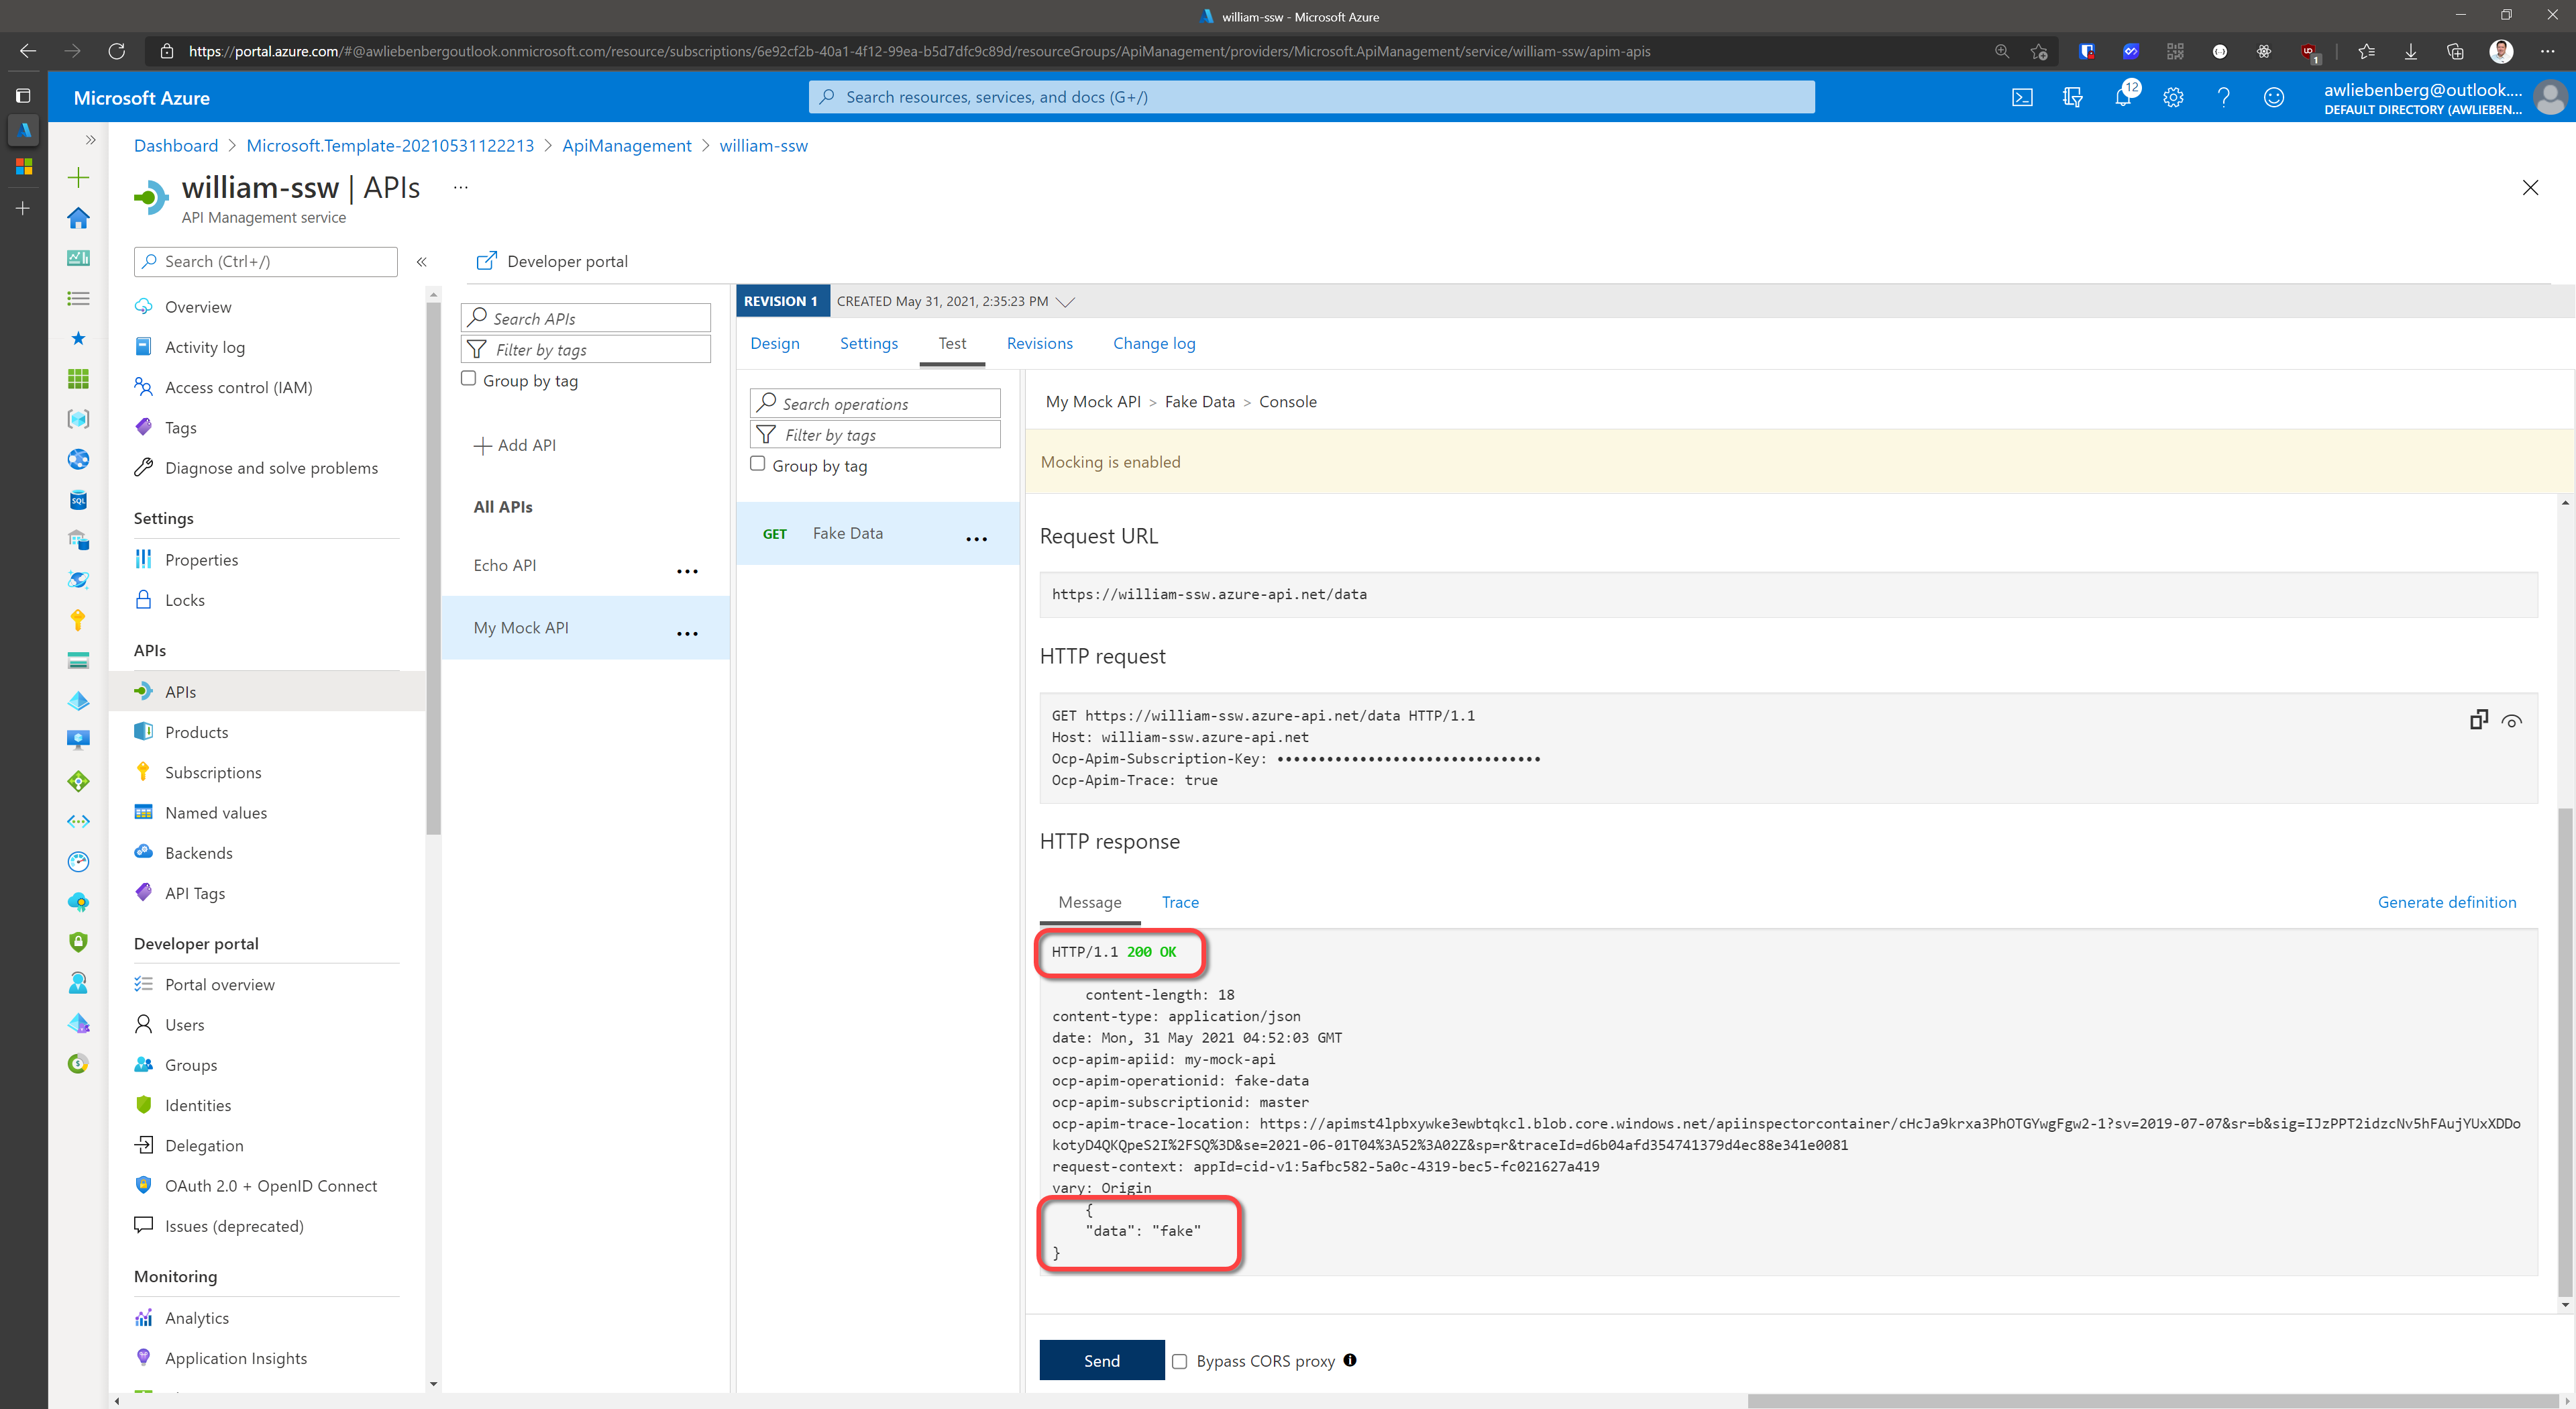 william-ssw - Microsoft Azure
https://portal.azure.com/#@awliebenbergoutlook.onmicrosoft.com/resource/subscriptions/6e92cf2b-40a1-4f12-99ea-b5d7dfc9c89d/resourceGroups/ApiManagement/providers/Microsoft.ApiManagement/service/william-ssw/apim-apis
1
Microsoft Azure
Search resources, services, and docs (G+/)
12
awliebenberg@outlook....
DEFAULT DIRECTORY (AWLIEBEN...
Dashboard > Microsoft.Template-20210531122213 > ApiManagement > william-ssw
william-ssw | APIs ...
API Management service
Search (Ctrl+/)
Overview
Activity log
Access control (IAM)
Tags
Diagnose and solve problems
Settings
Properties
Locks
APIs
APIs
Products
Subscriptions
Named values
Backends
API Tags
Developer portal
Portal overview
Users
Groups
Identities
Delegation
OAuth 2.0 + OpenID Connect
Issues (deprecated)
Monitoring
Analytics
Application Insights
SQL
Developer portal
Search APIs
Filter by tags
Group by tag
+ Add API
All APIs
Echo API ...
My Mock API ...
REVISION 1 CREATED May 31, 2021, 2:35:23 PM
Design Settings Test Revisions Change log
Search operations
Filter by tags
Group by tag
GET Fake Data ...
My Mock API > Fake Data > Console
Mocking is enabled
Request URL
https://william-ssw.azure-api.net/data
HTTP request
GET https://william-ssw.azure-api.net/data HTTP/1.1
Host: william-ssw.azure-api.net
Ocp-Apim-Subscription-Key: ••••••••••••••••••••••••••••••••
Ocp-Apim-Trace: true
HTTP response
Message Trace Generate definition
HTTP/1.1 200 OK
content-length: 18
content-type: application/json
date: Mon, 31 May 2021 04:52:03 GMT
ocp-apim-apiid: my-mock-api
ocp-apim-operationid: fake-data
ocp-apim-subscriptionid: master
ocp-apim-trace-location: https://apimst4lpbxywke3ewbtqkcl.blob.core.windows.net/apiinspectorcontainer/cHcJa9krxa3PhOTGYwgFgw2-1?sv=2019-07-07&sr=b&sig=IJzPPT2idzcNv5hFAujYUxXDDo
kotyD4QKQpeS2I%2FSQ%3D&se=2021-06-01T04%3A52%3A02Z&sp=r&traceId=d6b04afd354741379d4ec88e341e0081
request-context: appId=cid-v1:5afbc582-5a0c-4319-bec5-fc021627a419
vary: Origin
{
"data": "fake"
}
Send Bypass CORS proxy